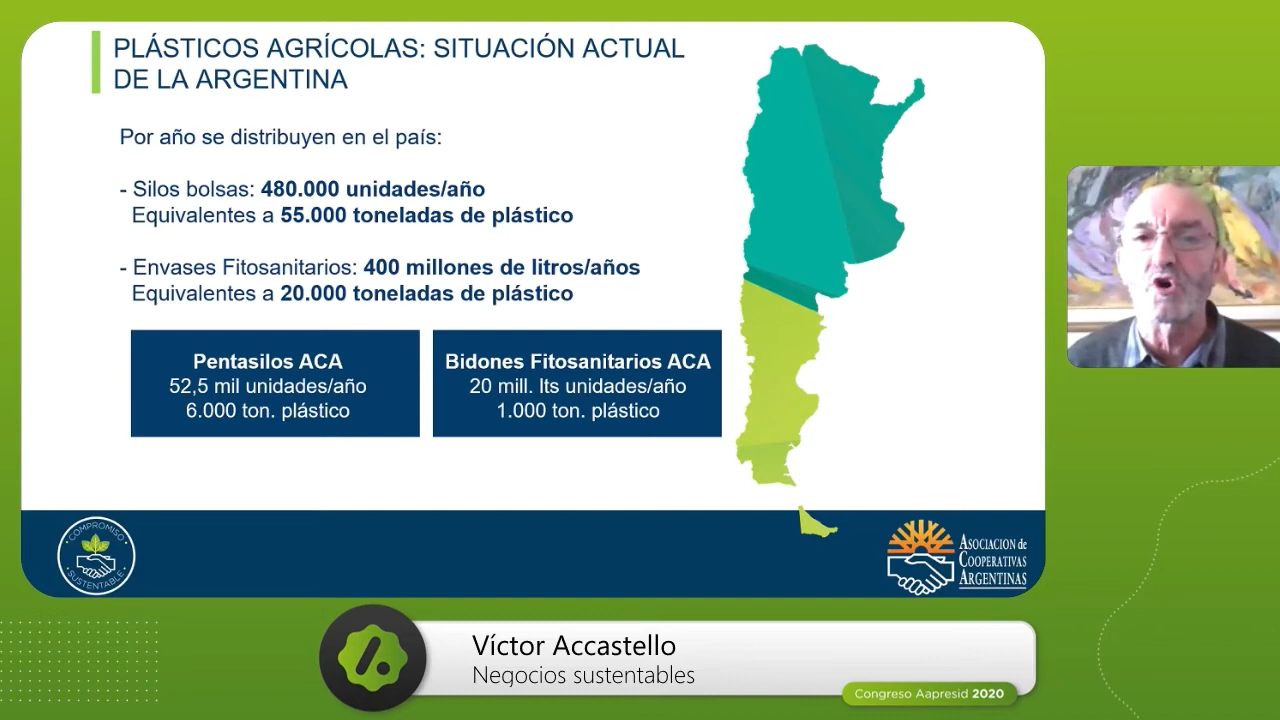 PLÁSTICOS AGRÍCOLAS: SITUACIÓN ACTUAL
DE LA ARGENTINA
Por año se distribuyen en el país:
- Silos bolsas: 480.000 unidades/año
Equivalentes a 55.000 toneladas de plástico
- Envases Fitosanitarios: 400 millones de litros/años
Equivalentes a 20.000 toneladas de plástico
Pentasilos ACA
52,5 mil unidades/año
6.000 ton. plástico
Bidones Fitosanitarios ACA
20 mill. lts unidades/año
1.000 ton. plástico
COMPROMISO
SUSTENTABLE
ASOCIACION de
COOPERATIVAS
ARGENTINAS
Víctor Accastello
Negocios sustentables
Congreso Aapresid 2020